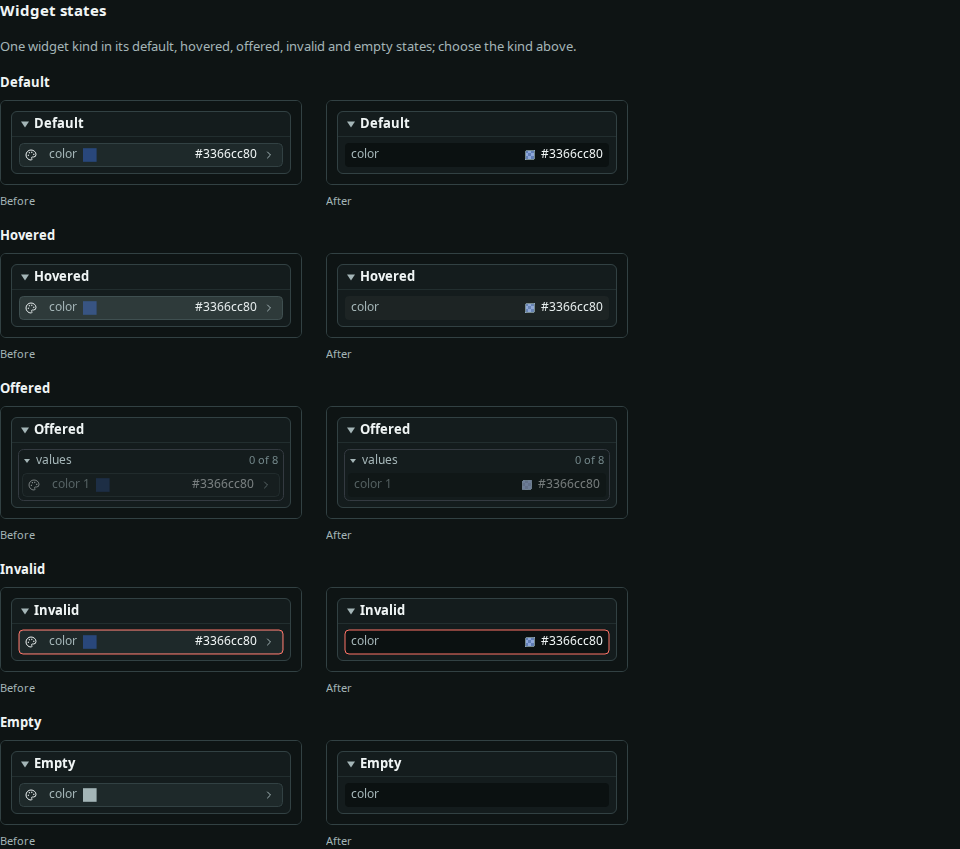 Widget states
One widget kind in its default, hovered, offered, invalid and empty states; choose the kind above.
Default
Default
color #3366cc80
Before
Default
color #3366cc80
After
Hovered
Hovered
color #3366cc80
Before
Hovered
color #3366cc80
After
Offered
Offered
values 0 of 8
color 1 #3366cc80
Before
Offered
values 0 of 8
color 1 #3366cc80
After
Invalid
Invalid
color #3366cc80
Before
Invalid
color #3366cc80
After
Empty
Empty
color
Before
Empty
color
After